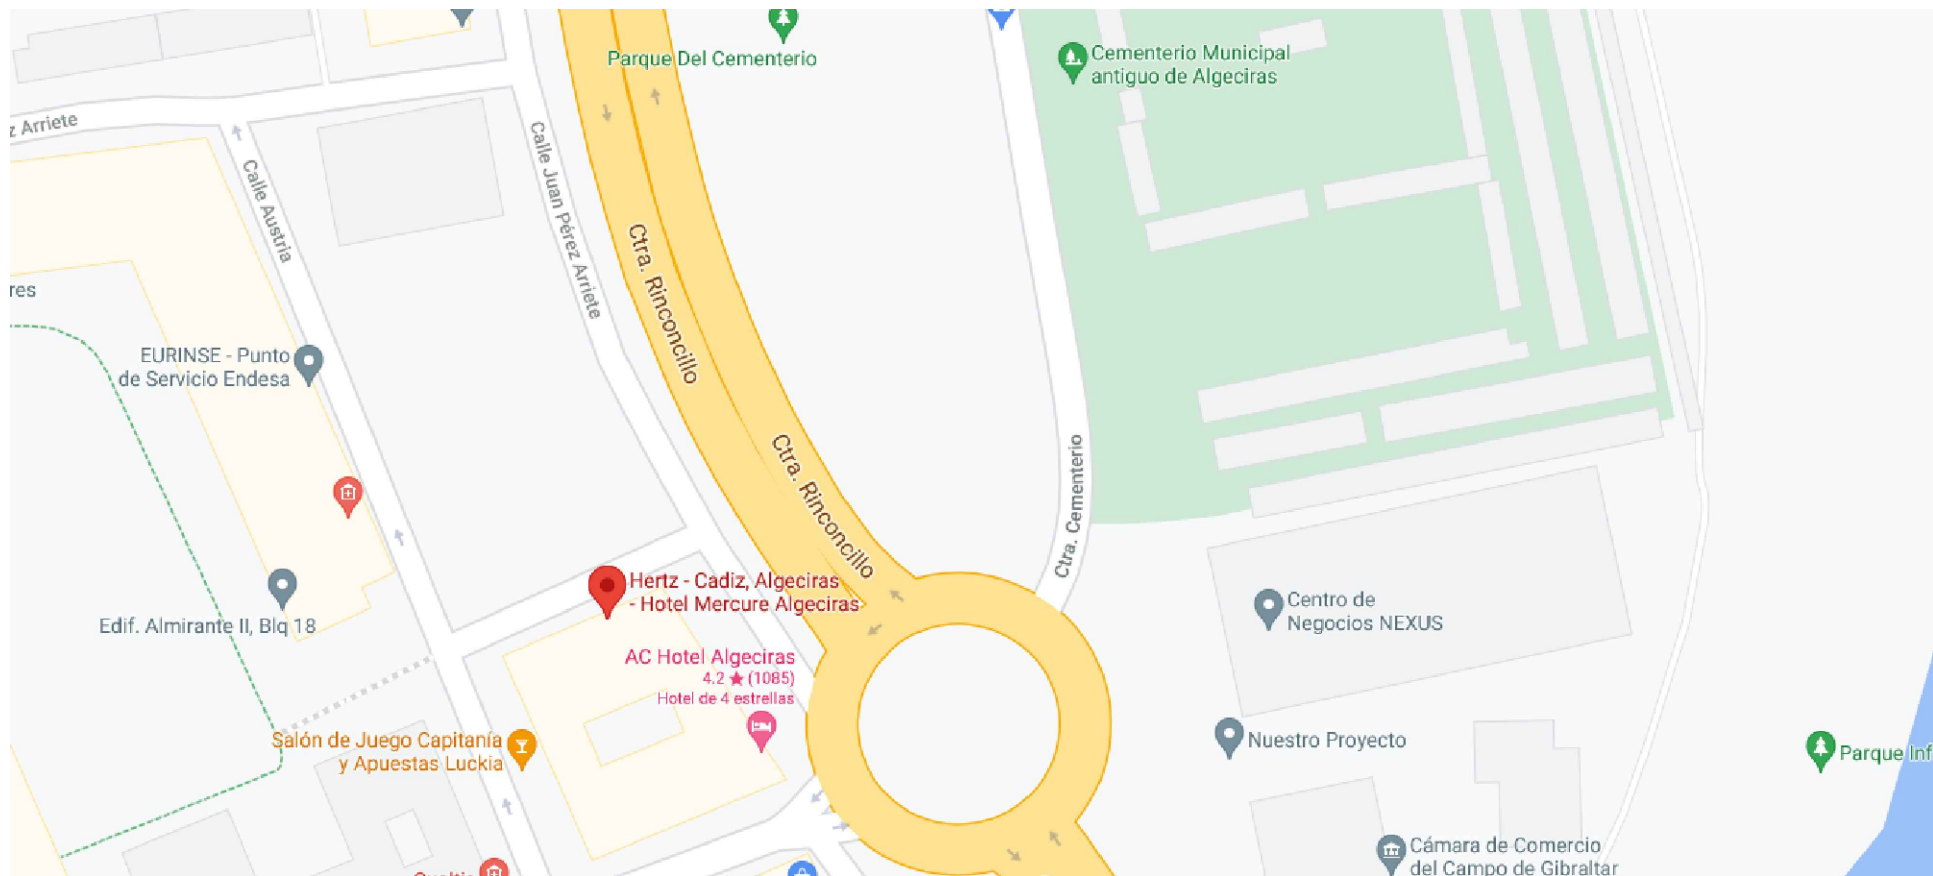 Parque Del Cementerio
Cementerio Municipal
antiguo de Algeciras
z Arriete
Calle Austria
Calle Juan Pérez Arriete
Ctra. Rinconcillo
res
EURINSE - Punto
de Servicio Endesa
Ctra. Rinconcillo
Ctra. Cementerio
Hertz - Cadiz, Algeciras
- Hotel Mercure Algeciras
Centro de
Negocios NEXUS
Edif. Almirante II, Blq 18
AC Hotel Algeciras
4.2 ★ (1085)
Hotel de 4 estrellas
Salón de Juego Capitanía
y Apuestas Luckia
Nuestro Proyecto
Parque Inf
Cámara de Comercio
del Campo de Gibraltar